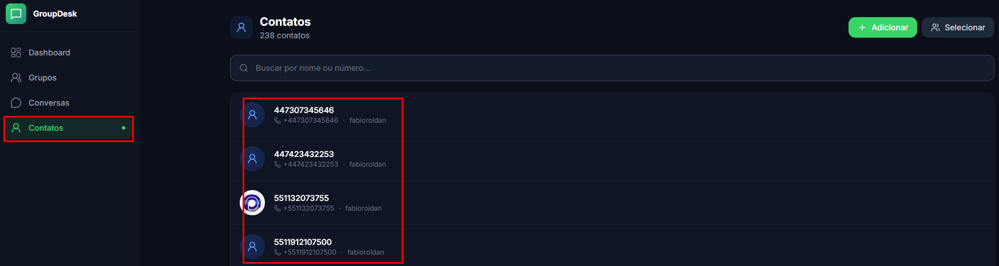 GroupDesk
Dashboard
Grupos
Conversas
Contatos
Contatos
238 contatos
Adicionar
Selecionar
Buscar por nome ou número...
447307345646
+447307345646 · fabioroldan
447423432253
+447423432253 · fabioroldan
551132073755
+551132073755 · fabioroldan
5511912107500
+5511912107500 · fabioroldan